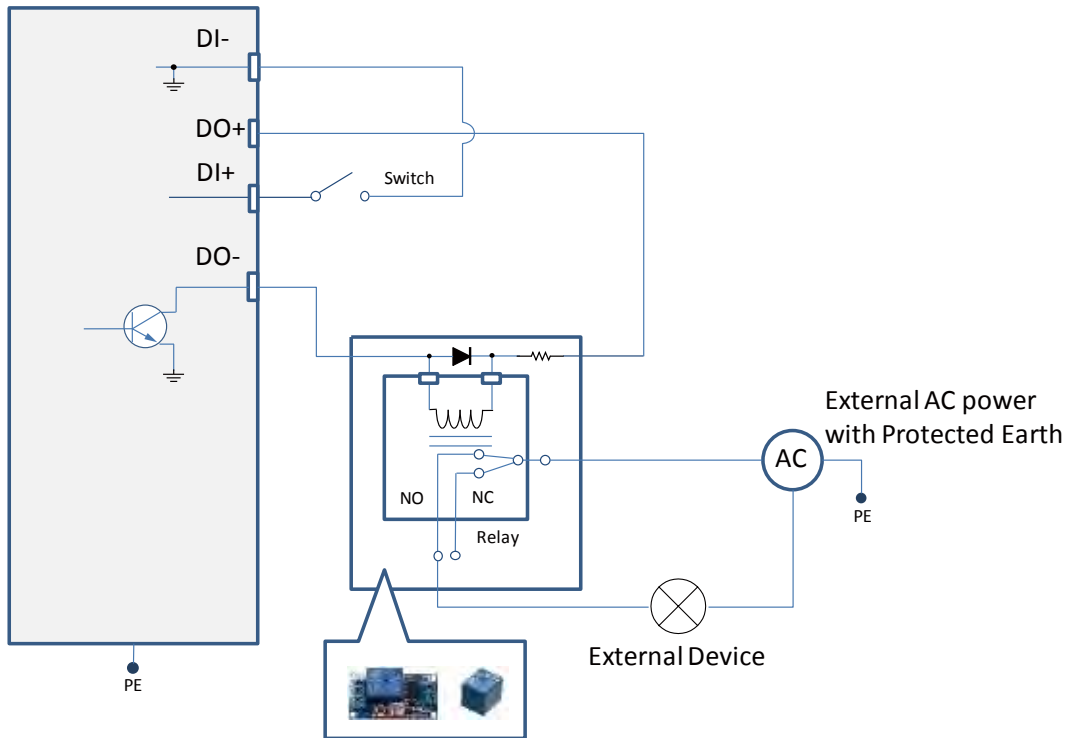 DI-
DO+
DI+
Switch
DO-
External AC power
with Protected Earth
AC
NO
NC
PE
Relay
External Device
PE